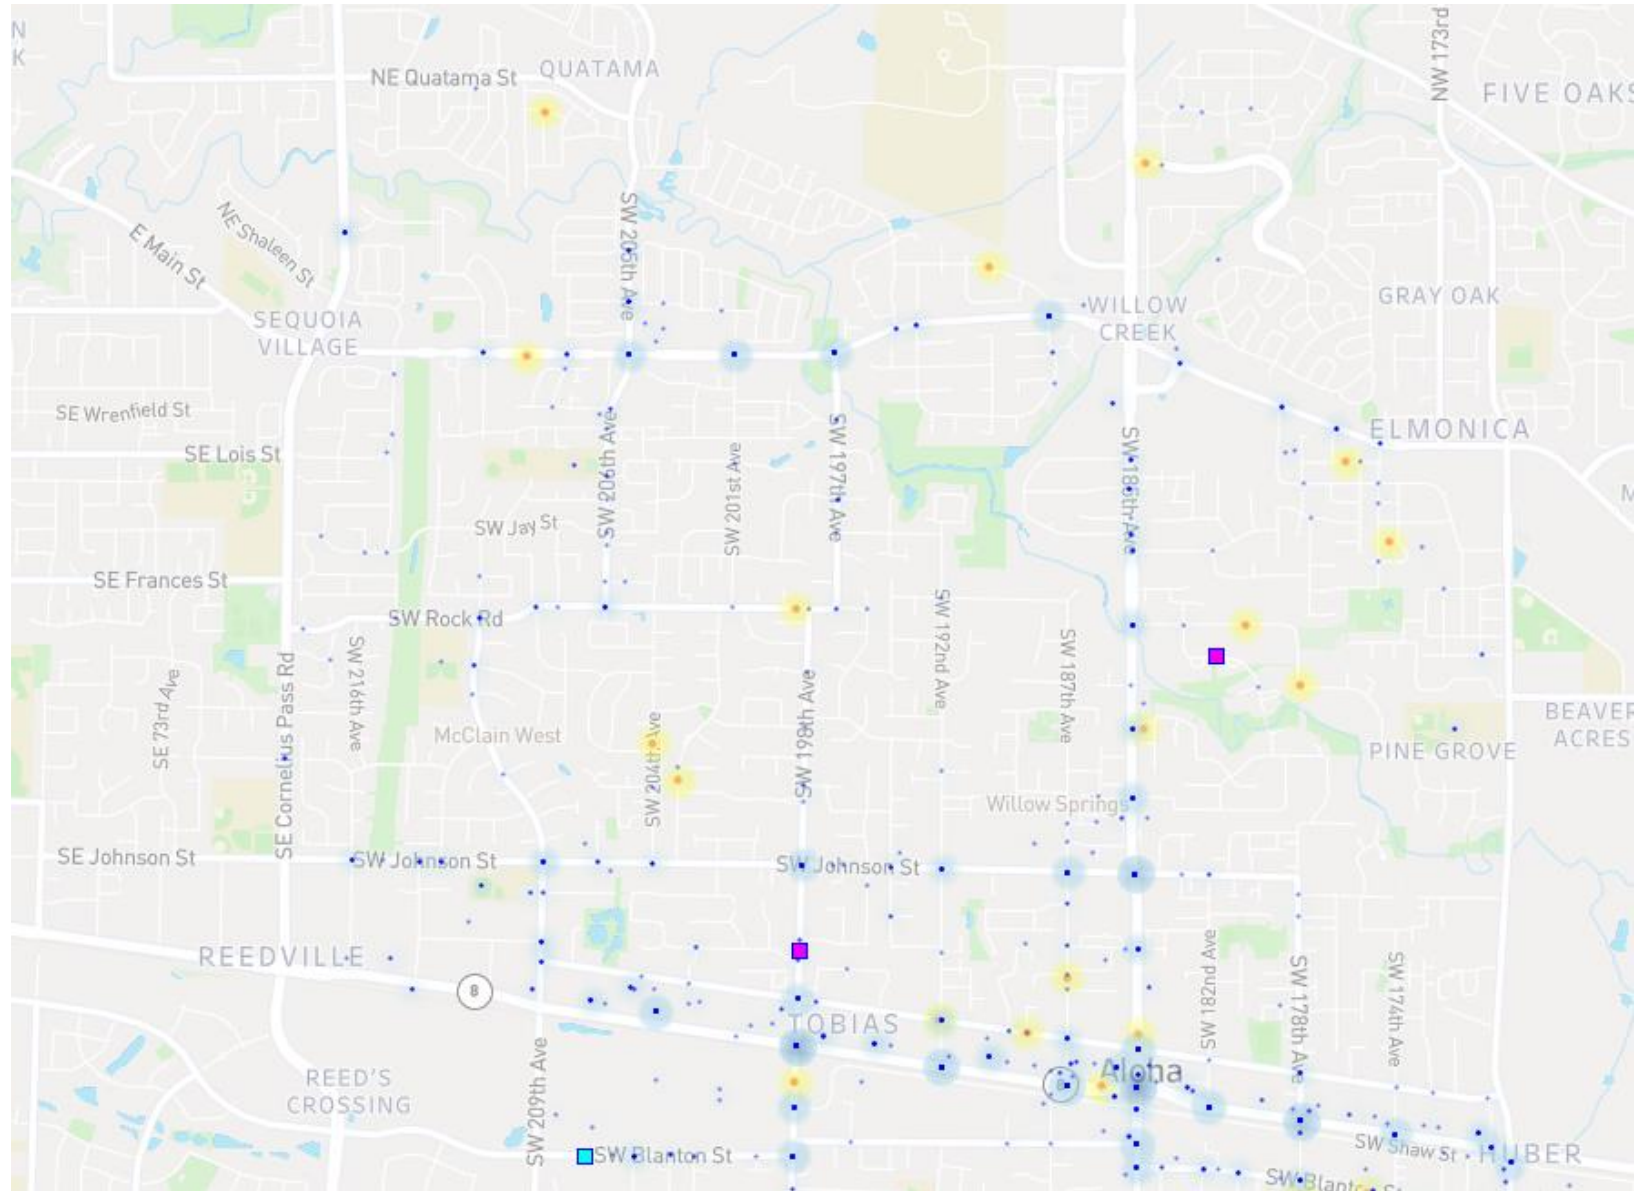 N
K
NE Quatama St
QUATAMA
NW 173rd
FIVE OAKS
NE Shaleen St
E Main St
SW 205th Ave
SEQUOIA
VILLAGE
WILLOW
CREEK
GRAY OAK
SE Wrenfield St
SE Lois St
SW 206th Ave
SW 201st Ave
SW 197th Ave
SW 185th Ave
ELMONICA
M
SW Jay St
SE Frances St
SW Rock Rd
SW 192nd Ave
SW 187th Ave
SE 73rd Ave
SW 216th Ave
SE Cornelius Pass Rd
McClain West
SW 204th Ave
SW 198th Ave
BEAVER
ACRES
PINE GROVE
Willow Springs
SE Johnson St
SW Johnson St
SW Johnson St
REEDVILLE
8
TOBIAS
SW 182nd Ave
SW 178th Ave
SW 174th Ave
Aloha
REED'S
CROSSING
SW 209th Ave
SW Blanton St
SW Shaw St
HUBER
SW Blanton St